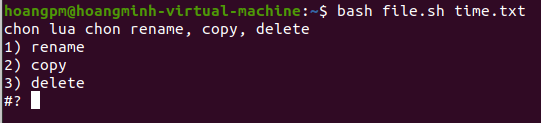 hoangpm@hoangminh-virtual-machine:~$ bash file.sh time.txt
chon lua chon rename, copy, delete
1) rename
2) copy
3) delete
#?